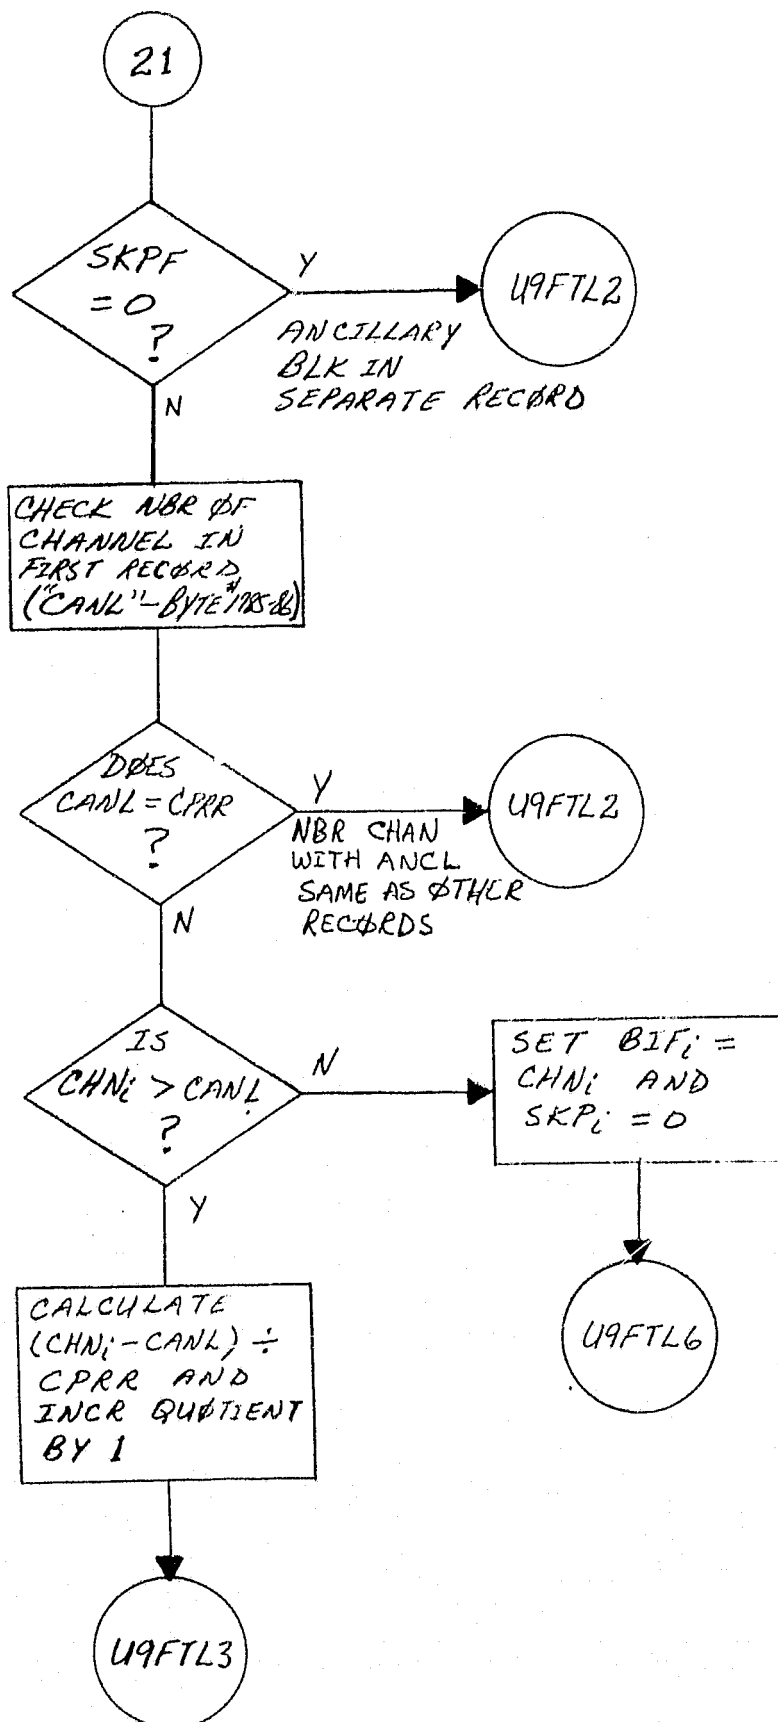 21
SKPF
= 0
?
Y
U9FTL2
ANCILLARY
BLK IN
SEPARATE RECØRD
N
CHECK NBR ØF
CHANNEL IN
FIRST RECØRD
("CANL"-BYTE#1785-86)
DØES
CANL = CPRR
?
Y
U9FTL2
NBR CHAN
WITH ANCL
SAME AS ØTHER
RECØRDS
N
IS
CHNi > CANL
?
N
SET BIFi =
CHNi AND
SKPi = 0
Y
U9FTL6
CALCULATE
(CHNi - CANL) ÷
CPRR AND
INCR QUØTIENT
BY 1
U9FTL3